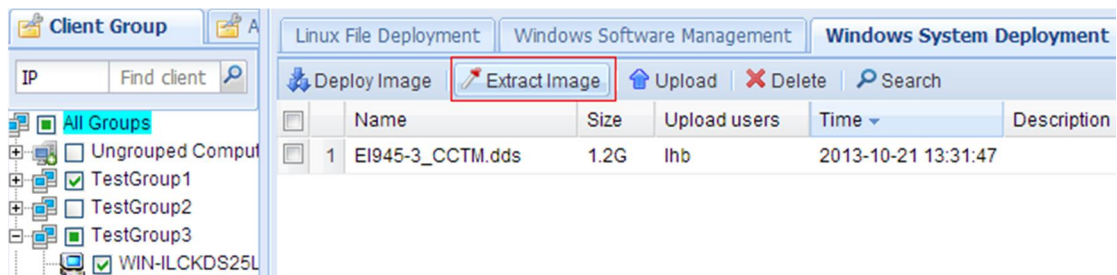 Client Group
A
IP
Find client
All Groups
Ungrouped Comput
TestGroup1
TestGroup2
TestGroup3
WIN-ILCKDS25L
Linux File Deployment
Windows Software Management
Windows System Deployment
Deploy Image
Extract Image
Upload
Delete
Search
Name Size Upload users Time Description
1 EI945-3_CCTM.dds 1.2G lhb 2013-10-21 13:31:47